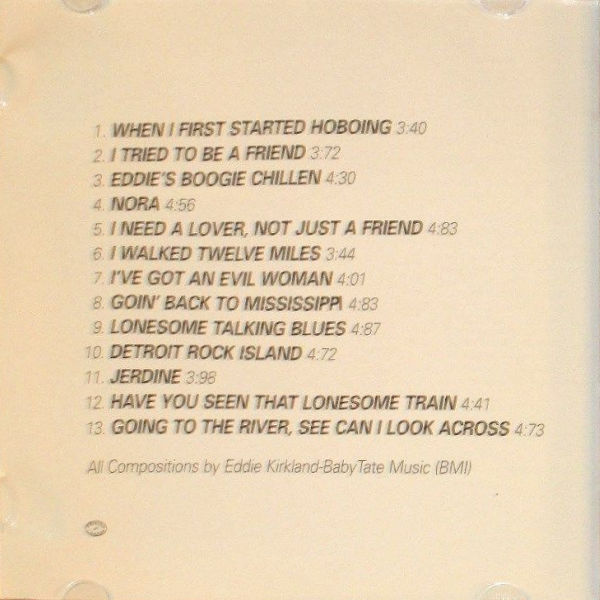 1. WHEN I FIRST STARTED HOBOING 3:40
2. I TRIED TO BE A FRIEND 3:72
3. EDDIE'S BOOGIE CHILLEN 4:30
4. NORA 4:56
5. I NEED A LOVER, NOT JUST A FRIEND 4:83
6. I WALKED TWELVE MILES 3:44
7. I'VE GOT AN EVIL WOMAN 4:01
8. GOIN' BACK TO MISSISSIPPI 4:83
9. LONESOME TALKING BLUES 4:87
10. DETROIT ROCK ISLAND 4:72
11. JERDINE 3:98
12. HAVE YOU SEEN THAT LONESOME TRAIN 4:41
13. GOING TO THE RIVER, SEE CAN I LOOK ACROSS 4:73
All Compositions by Eddie Kirkland-BabyTate Music (BMI)